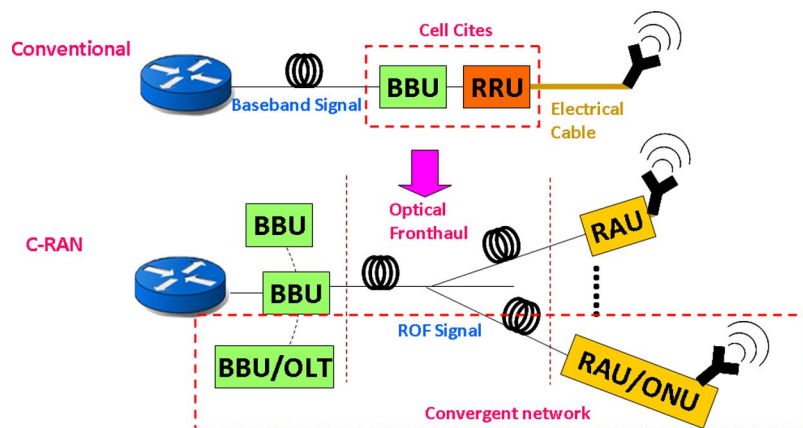 Conventional
Cell Cites
BBU
RRU
Baseband Signal
Electrical
Cable
Optical
Fronthaul
C-RAN
BBU
BBU
BBU/OLT
ROF Signal
RAU
RAU/ONU
Convergent network